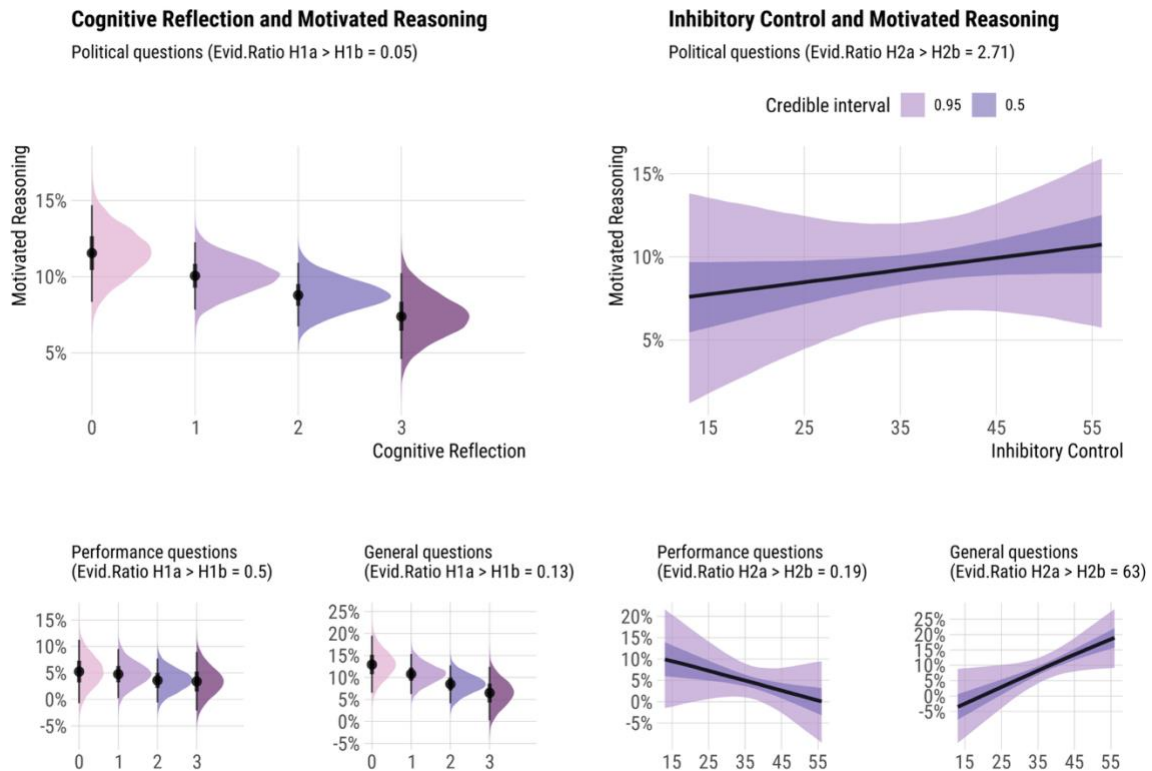 Cognitive Reflection and Motivated Reasoning
Political questions (Evid.Ratio H1a > H1b = 0.05)
Motivated Reasoning
15%
10%
5%
0 1 2 3
Cognitive Reflection
Inhibitory Control and Motivated Reasoning
Political questions (Evid.Ratio H2a > H2b = 2.71)
Credible interval 0.95 0.5
Motivated Reasoning
15%
10%
5%
15 25 35 45 55
Inhibitory Control
Performance questions
(Evid.Ratio H1a > H1b = 0.5)
15%
10%
5%
0%
-5%
0 1 2 3
General questions
(Evid.Ratio H1a > H1b = 0.13)
25%
20%
15%
10%
5%
0%
-5%
0 1 2 3
Performance questions
(Evid.Ratio H2a > H2b = 0.19)
20%
15%
10%
5%
0%
-5%
15 25 35 45 55
General questions
(Evid.Ratio H2a > H2b = 63)
25%
20%
15%
10%
5%
0%
-5%
15 25 35 45 55